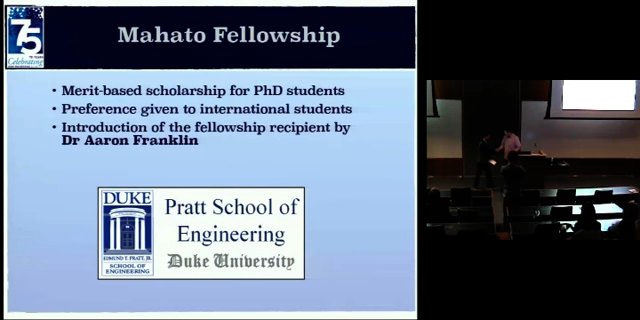 75
Celebrating
Mahato Fellowship
• Merit-based scholarship for PhD students
• Preference given to international students
• Introduction of the fellowship recipient by
Dr Aaron Franklin
DUKE
EDMUND T. PRATT, JR.
SCHOOL OF
ENGINEERING
Pratt School of
Engineering
Duke University